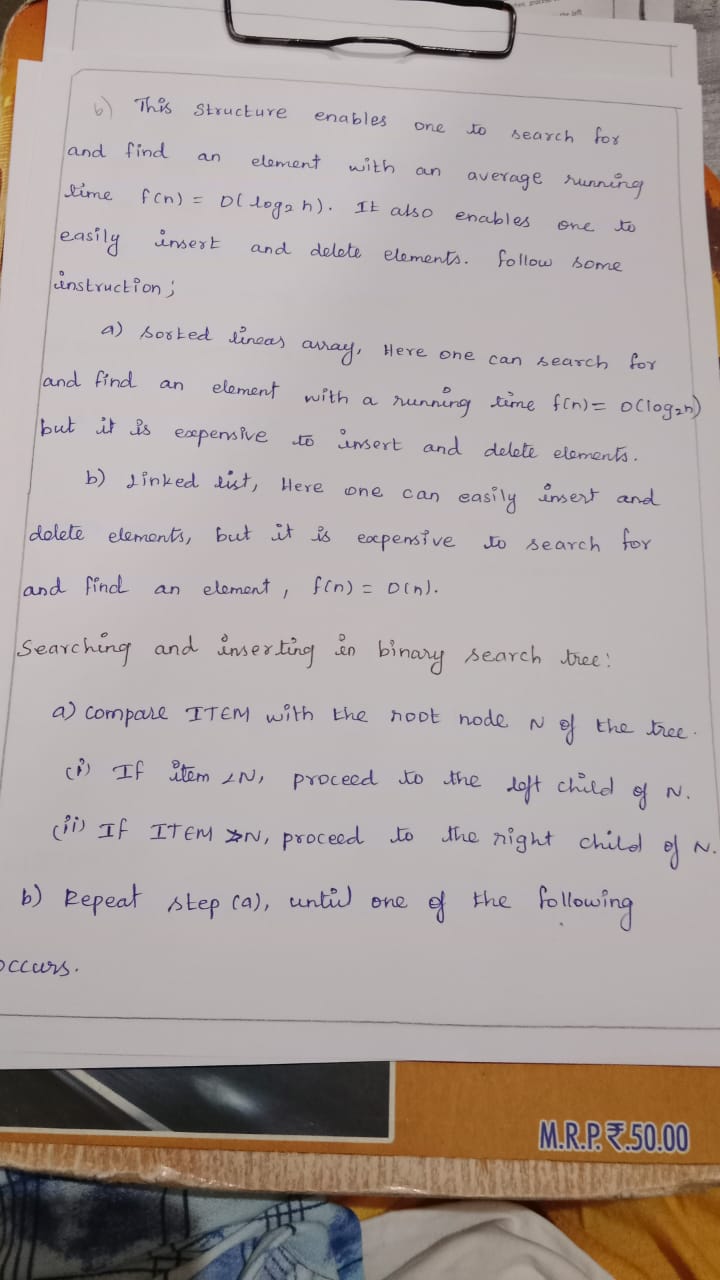 b) This structure enables one to search for
and find an element with an average running
time f(n) = O(log₂ n). It also enables one to
easily insert and delete elements. follow some
instruction;
a) sorted linear array, Here one can search for
and find an element with a running time f(n) = O(log₂n)
but it is expensive to insert and delete elements.
b) Linked list, Here one can easily insert and
delete elements, but it is expensive to search for
and find an element, f(n) = O(n).
Searching and inserting in binary search tree:
a) compare ITEM with the root node N of the tree.
(i) If item <N, proceed to the left child of N.
(ii) If ITEM >N, proceed to the right child of N.
b) Repeat step (a), until one of the following
occurs.
M.R.P.₹.50.00